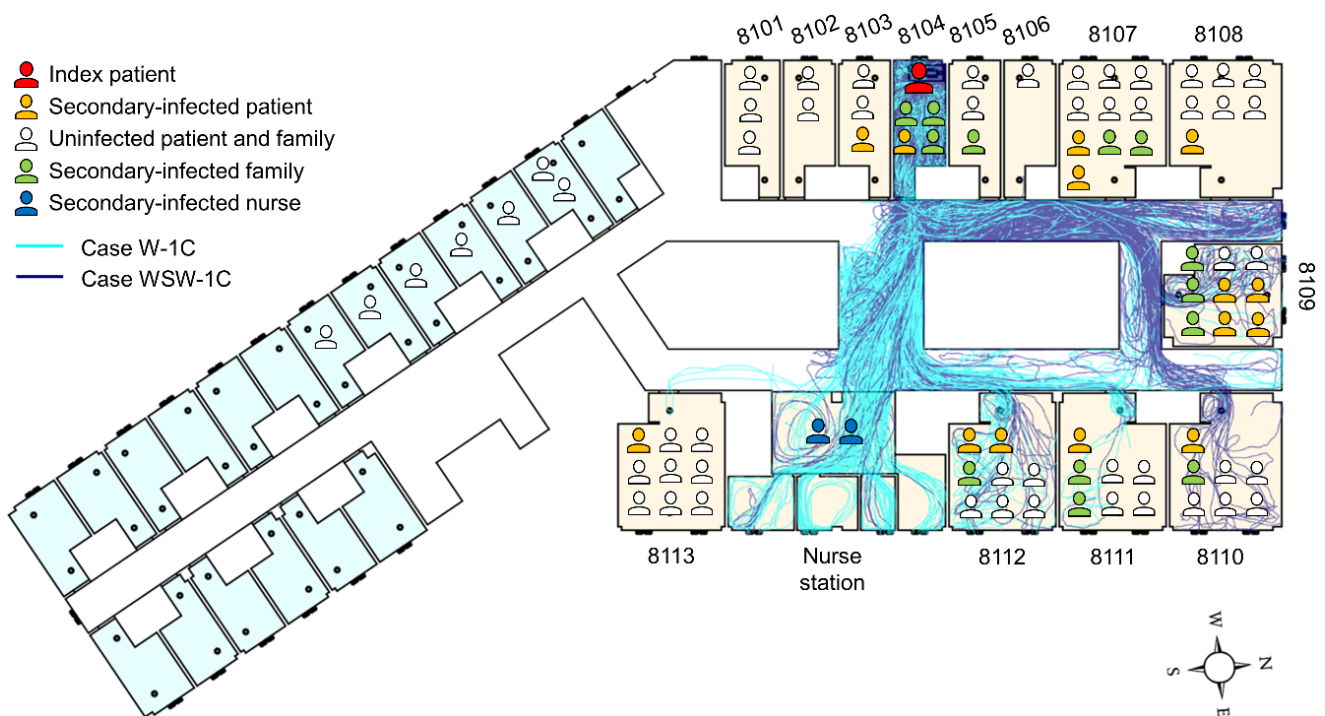 8101
8102
8103
8104
8105
8106
8107
8108
Index patient
Secondary-infected patient
Uninfected patient and family
Secondary-infected family
Secondary-infected nurse
Case W-1C
Case WSW-1C
8109
8113
Nurse
station
8112
8111
8110
W
N
S
E